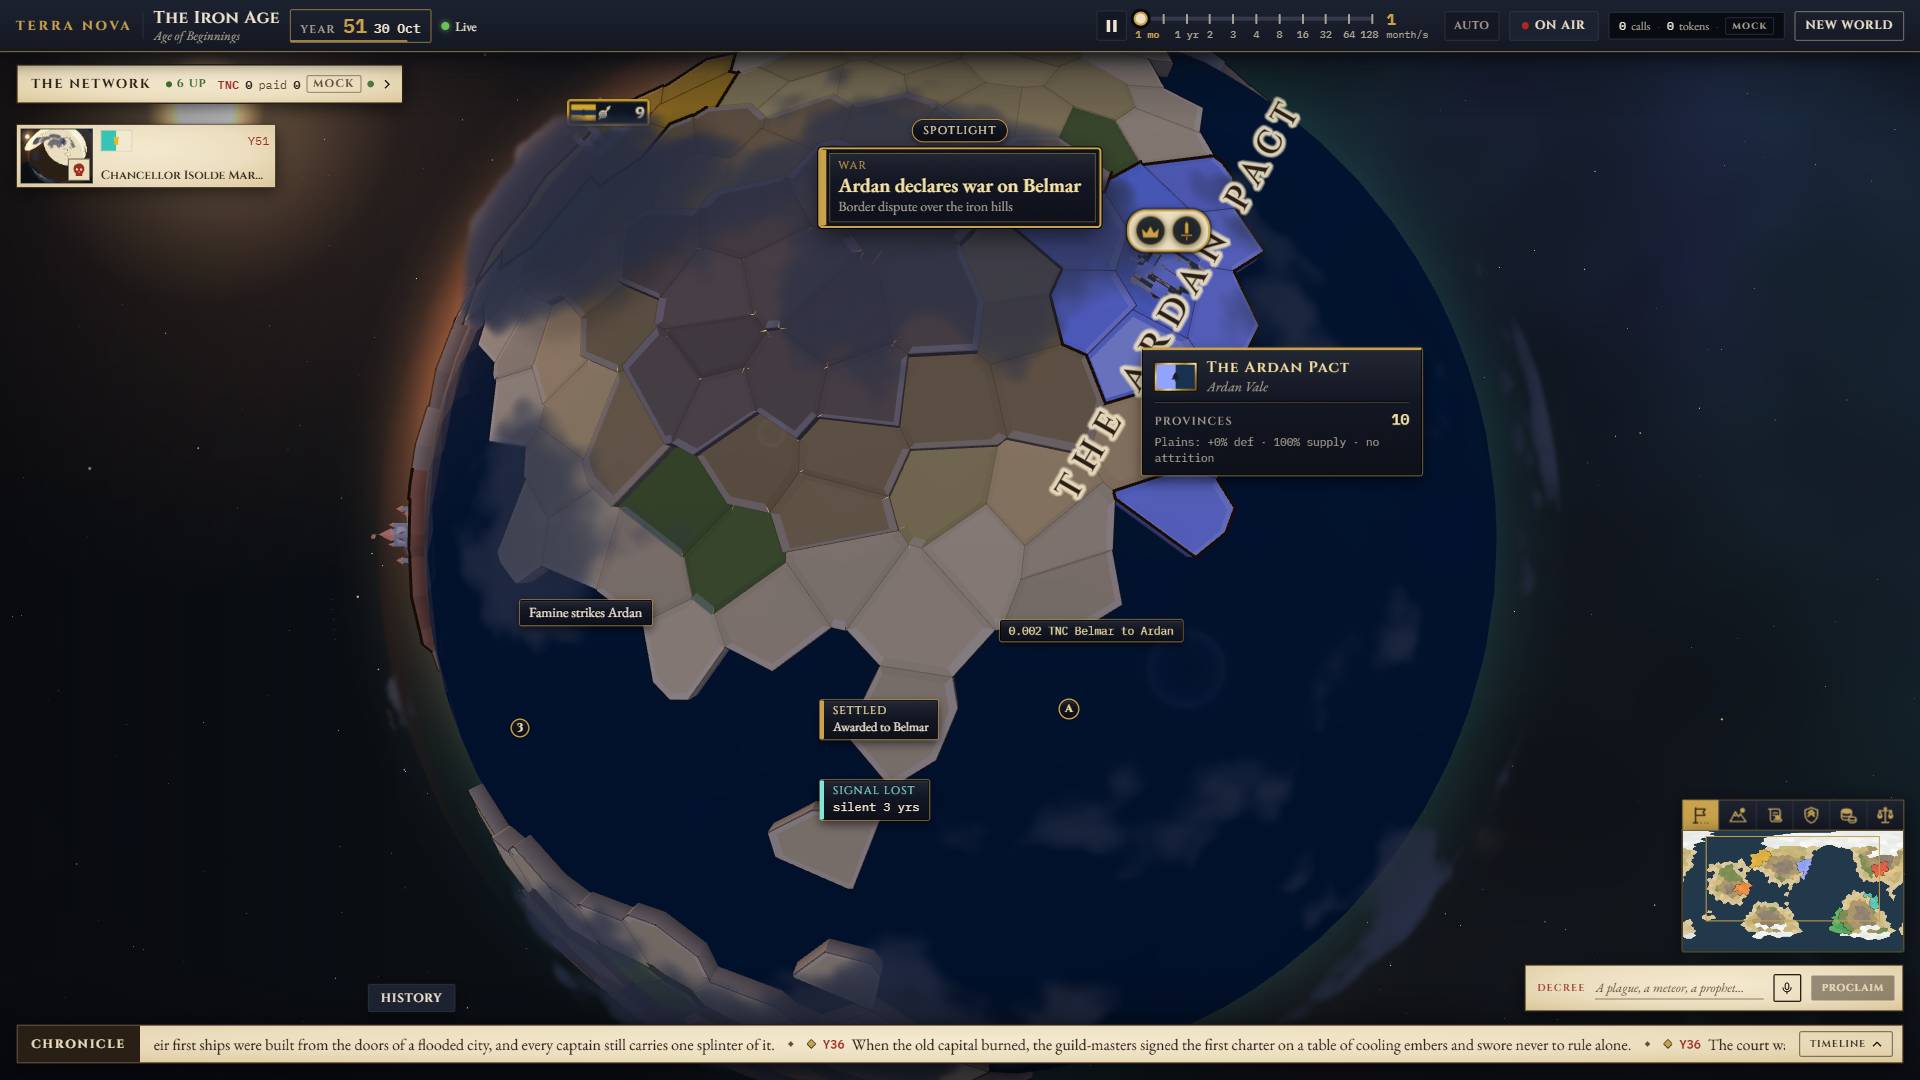 TERRA NOVA
THE IRON AGE
Age of Beginnings
YEAR 51 30 Oct
Live
1 mo 1 yr 2 3 4 8 16 32 64 128
1 month/s
AUTO
ON AIR
0 calls · 0 tokens · MOCK
NEW WORLD
THE NETWORK
6 UP
TNC 0 paid 0 MOCK
Y51
CHANCELLOR ISOLDE MAR...
9
SPOTLIGHT
WAR
Ardan declares war on Belmar
Border dispute over the iron hills
THE ARDAN PACT
THE ARDAN PACT
Ardan Vale
PROVINCES 10
Plains: +0% def · 100% supply · no
attrition
Famine strikes Ardan
0.002 TNC Belmar to Ardan
3
A
SETTLED
Awarded to Belmar
SIGNAL LOST
silent 3 yrs
HISTORY
DECREE A plague, a meteor, a prophet...
PROCLAIM
CHRONICLE
eir first ships were built from the doors of a flooded city, and every captain still carries one splinter of it. Y36 When the old capital burned, the guild-masters signed the first charter on a table of cooling embers and swore never to rule alone. Y36 The court w
TIMELINE